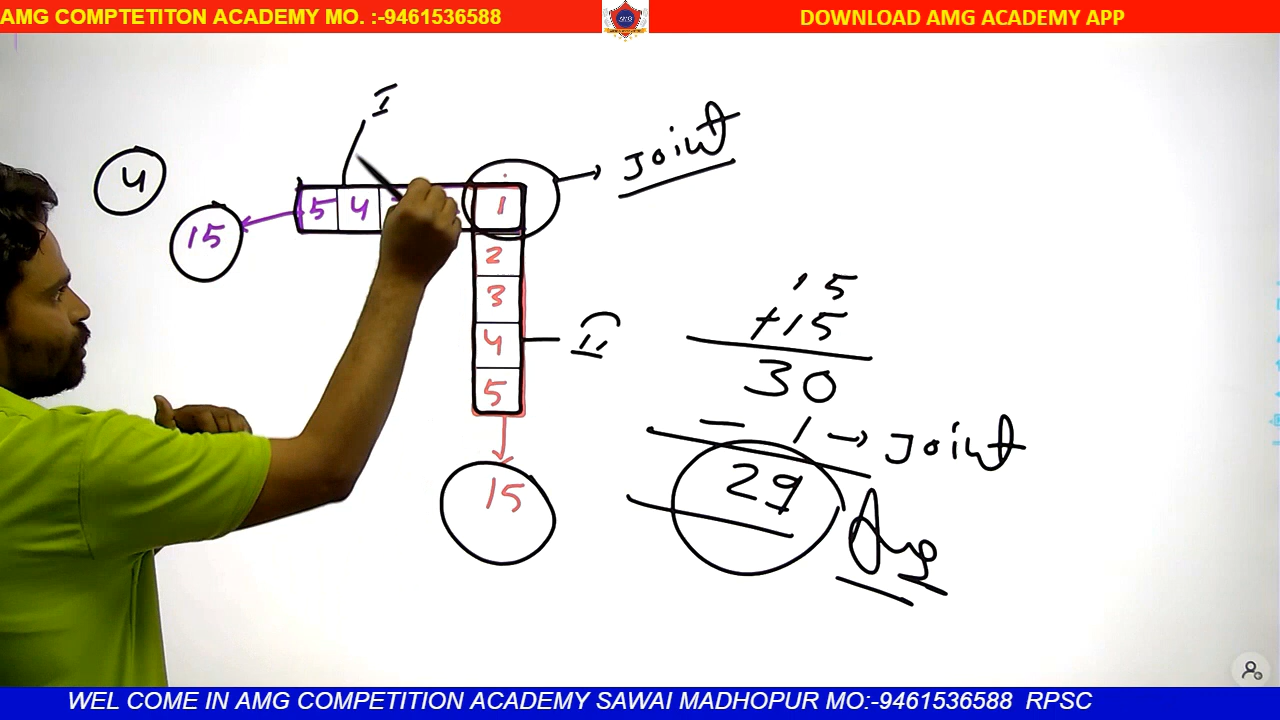 AMG COMPTETITON ACADEMY MO. :-9461536588
DOWNLOAD AMG ACADEMY APP
I
Joint
4
15
5 4 1
2
3
4
5
II
15
15
+15
30
- 1 → Joint
29
Ans
WEL COME IN AMG COMPETITION ACADEMY SAWAI MADHOPUR MO:-9461536588 RPSC